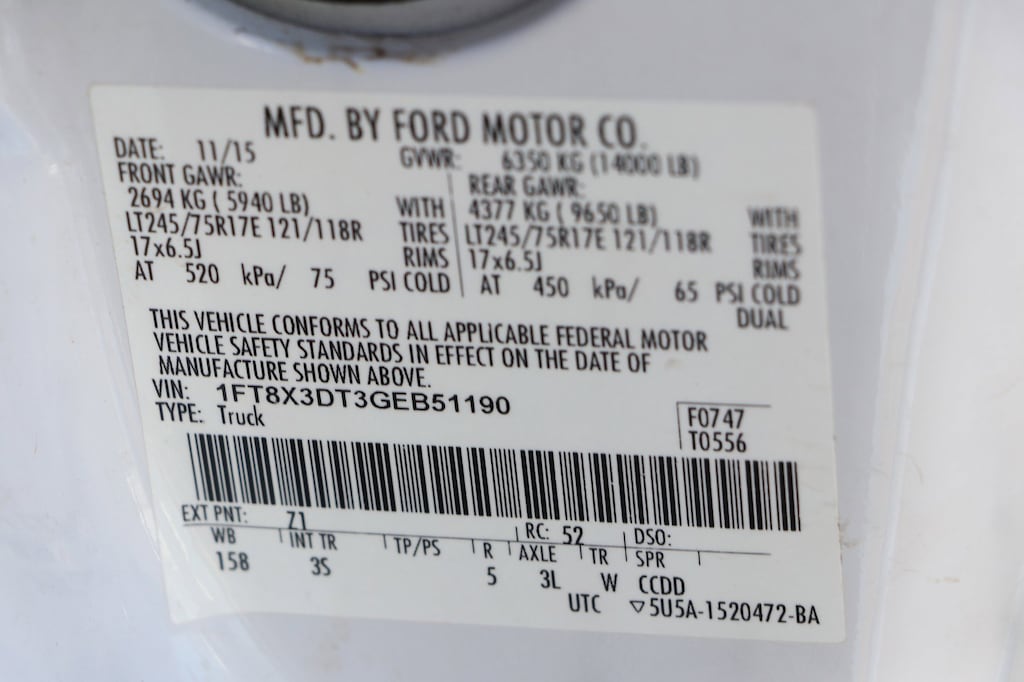 MFD. BY FORD MOTOR CO.
DATE: 11/15 GVWR: 6350 KG (14000 LB)
FRONT GAWR: REAR GAWR:
2694 KG ( 5940 LB) WITH 4377 KG ( 9650 LB) WITH
LT245/75R17E 121/118R TIRES LT245/75R17E 121/118R TIRES
17x6.5J RIMS 17x6.5J RIMS
AT 520 kPa/ 75 PSI COLD AT 450 kPa/ 65 PSI COLD
DUAL
THIS VEHICLE CONFORMS TO ALL APPLICABLE FEDERAL MOTOR
VEHICLE SAFETY STANDARDS IN EFFECT ON THE DATE OF
MANUFACTURE SHOWN ABOVE.
VIN: 1FT8X3DT3GEB51190
TYPE: Truck
F0747
T0556
EXT PNT: Z1 RC: 52 DSO:
WB INT TR TP/PS R AXLE TR SPR
158 3S 5 3L W CCDD
UTC ▽5U5A-1520472-BA